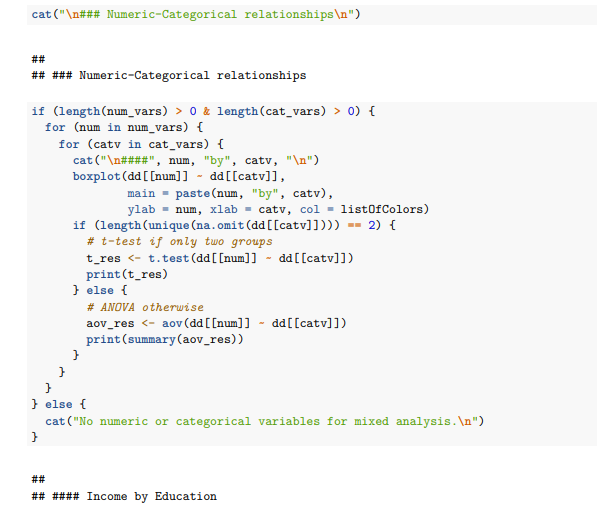 cat("\n### Numeric-Categorical relationships\n")
##
## ### Numeric-Categorical relationships
if (length(num_vars) > 0 & length(cat_vars) > 0) {
  for (num in num_vars) {
    for (catv in cat_vars) {
      cat("\n####", num, "by", catv, "\n")
      boxplot(dd[[num]] ~ dd[[catv]],
              main = paste(num, "by", catv),
              ylab = num, xlab = catv, col = listOfColors)
      if (length(unique(na.omit(dd[[catv]]))) == 2) {
        # t-test if only two groups
        t_res <- t.test(dd[[num]] ~ dd[[catv]])
        print(t_res)
      } else {
        # ANOVA otherwise
        aov_res <- aov(dd[[num]] ~ dd[[catv]])
        print(summary(aov_res))
      }
    }
  }
} else {
  cat("No numeric or categorical variables for mixed analysis.\n")
}
##
## #### Income by Education